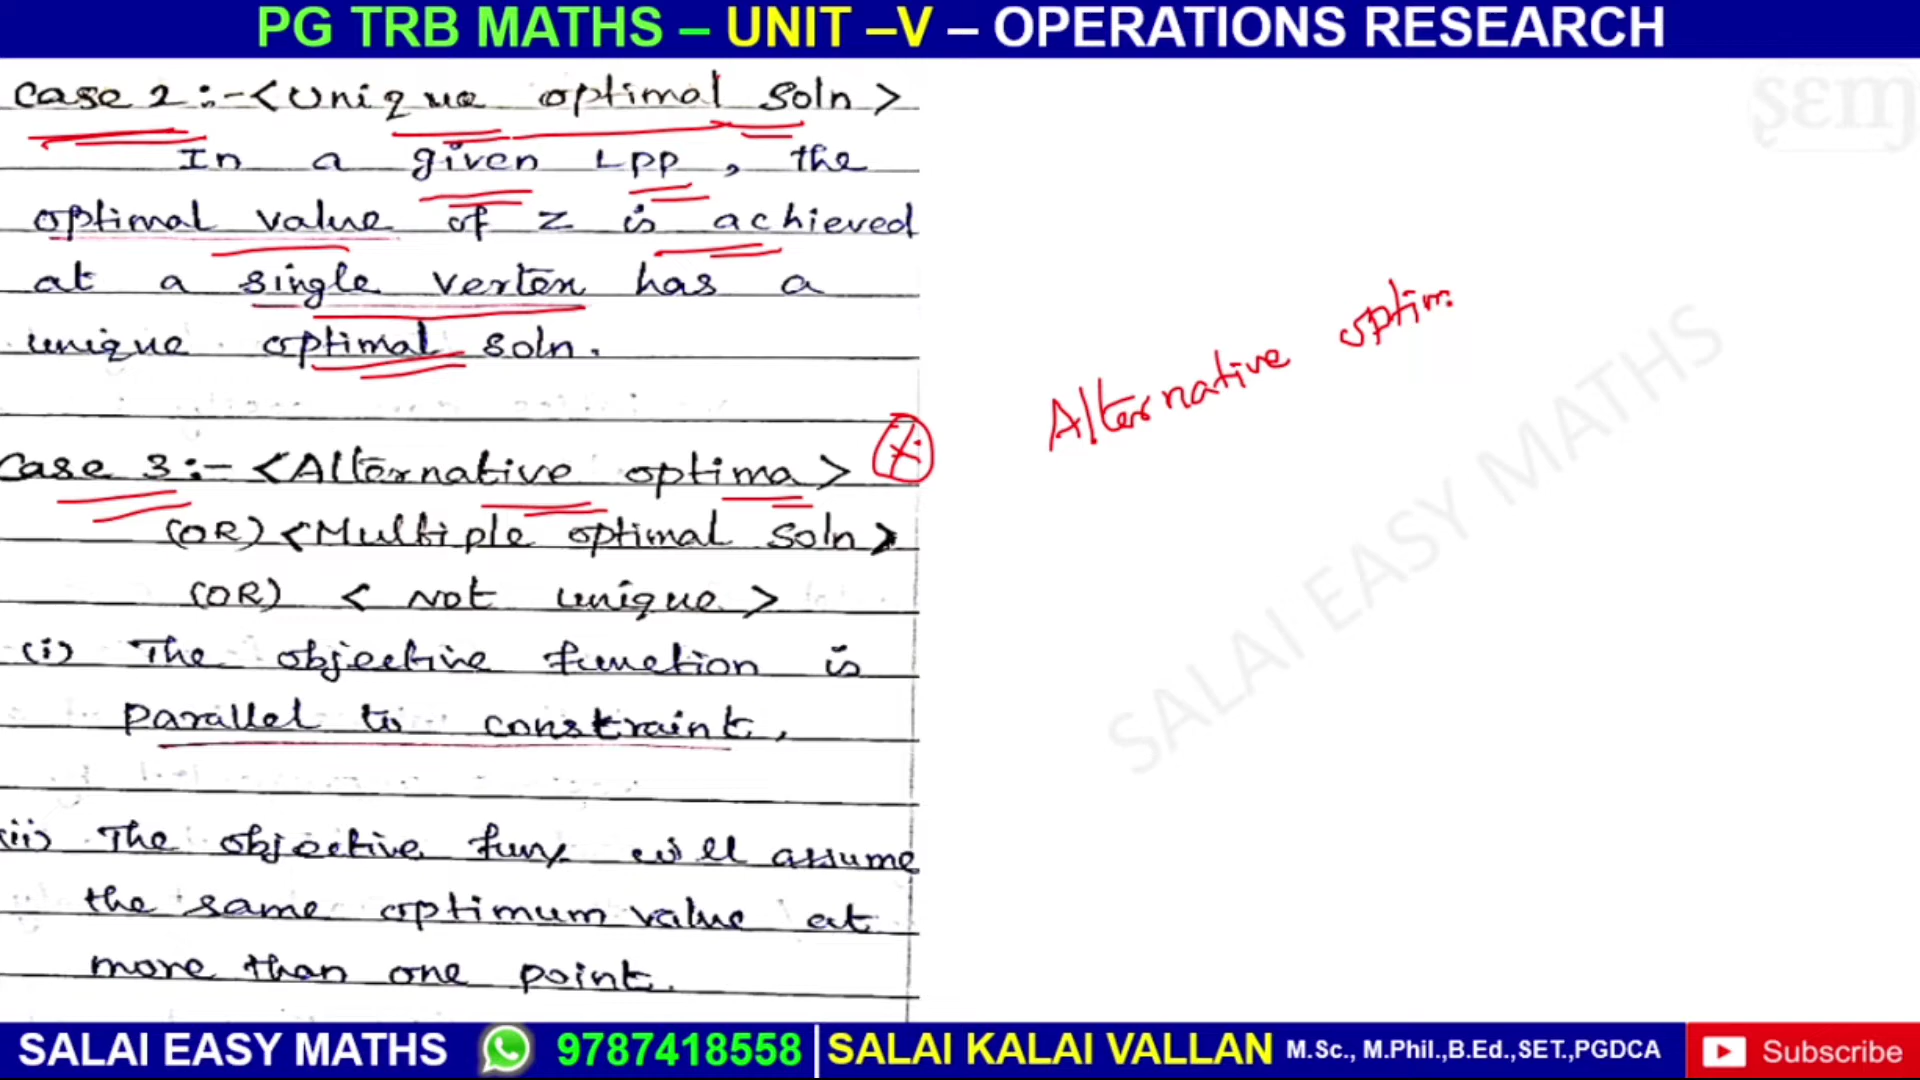 PG TRB MATHS – UNIT –V – OPERATIONS RESEARCH
sɛm
Case 2:- <Unique optimal Soln>
In a given LPP, the
optimal value of Z is achieved
at a single vertex has a
unique optimal soln.
Case 3:- <Alternative optima>
(OR) <Multiple optimal Soln>
(OR) < Not unique >
(i) The objective function is
parallel to constraint,
(ii) The objective fun will assume
the same optimum value at
more than one point.
Alternative optim
SALAI EASY MATHS
SALAI EASY MATHS 9787418558 SALAI KALAI VALLAN M.Sc., M.Phil.,B.Ed.,SET.,PGDCA Subscribe